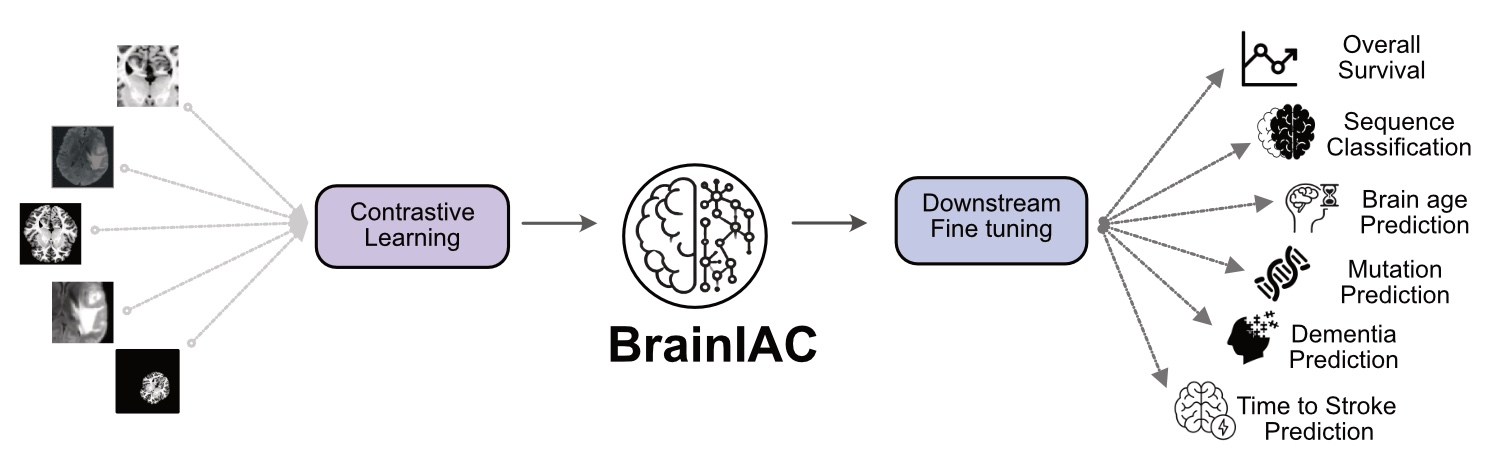 Contrastive
Learning
BrainIAC
Downstream
Fine tuning
Overall
Survival
Sequence
Classification
Brain age
Prediction
Mutation
Prediction
Dementia
Prediction
Time to Stroke
Prediction